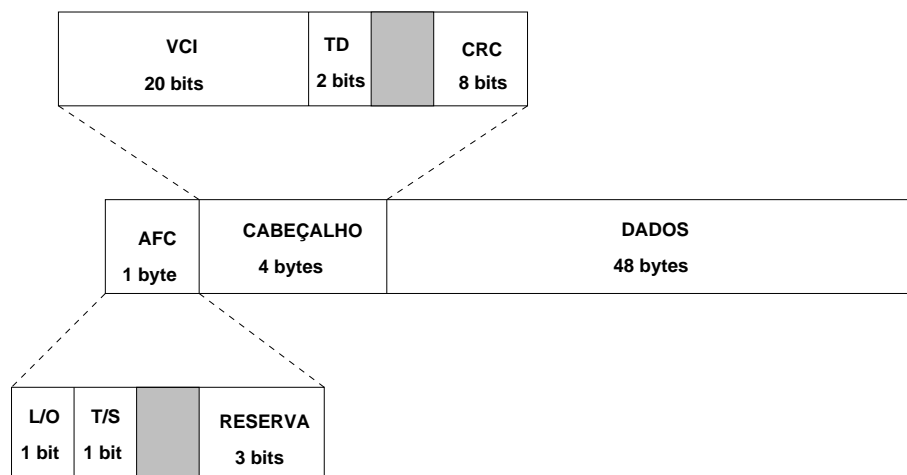 VCI
20 bits
TD
2 bits
CRC
8 bits
AFC
1 byte
CABEÇALHO
4 bytes
DADOS
48 bytes
L/O
1 bit
T/S
1 bit
RESERVA
3 bits